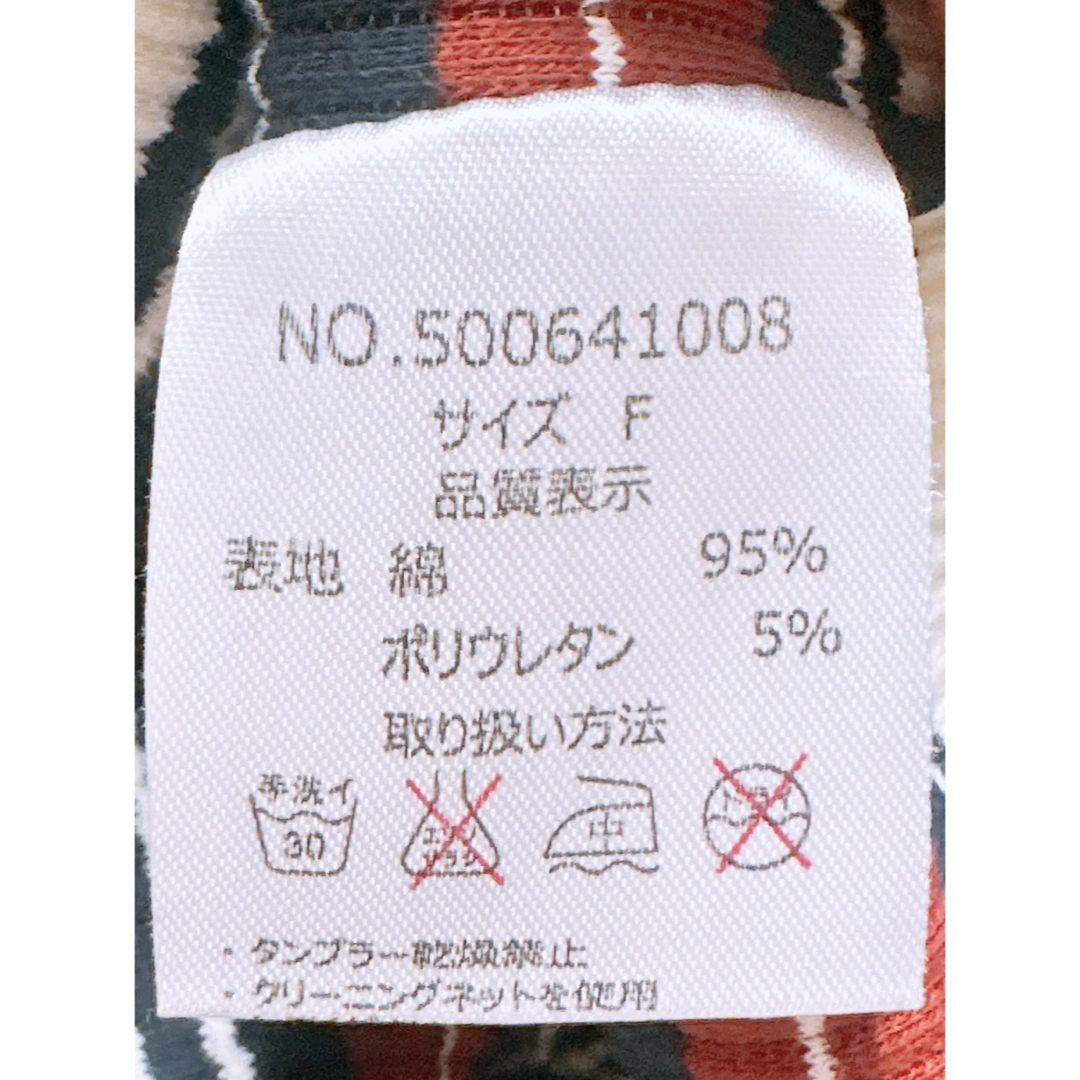 NO.500641008
サイズ F
品質表示
表地 綿 95%
ポリウレタン 5%
取り扱い方法
手洗イ 30 エンソ サラシ 中 ドライ
・タンブラー乾燥禁止
・クリーニングネットを使用